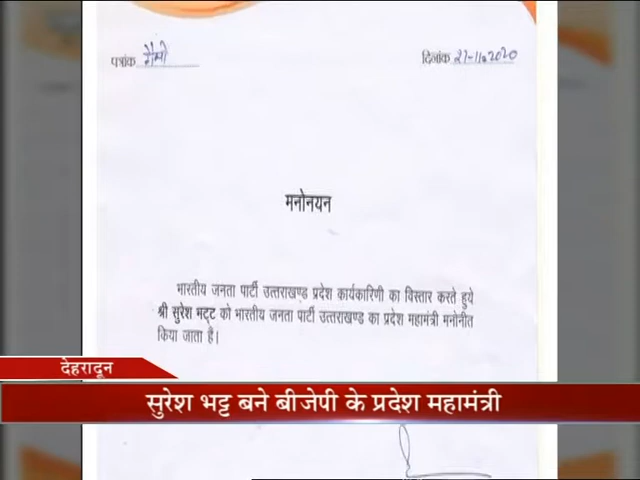 पत्रांक मैमो
दिनांक 27-11-2020
मनोनयन
भारतीय जनता पार्टी उत्तराखण्ड प्रदेश कार्यकारिणी का विस्तार करते हुये
श्री सुरेश भट्ट को भारतीय जनता पार्टी उत्तराखण्ड का प्रदेश महामंत्री मनोनीत
किया जाता है।
देहरादून
सुरेश भट्ट बने बीजेपी के प्रदेश महामंत्री